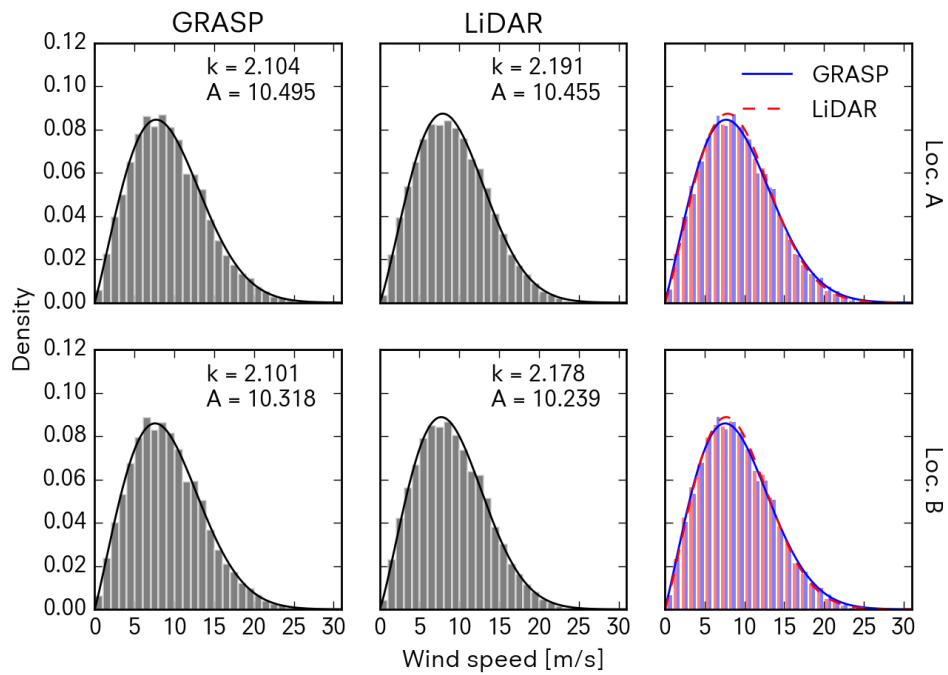 GRASP
LiDAR
k = 2.104
A = 10.495
k = 2.191
A = 10.455
GRASP
LiDAR
Loc. A
0.12
0.10
0.08
0.06
0.04
0.02
0.00
Density
k = 2.101
A = 10.318
k = 2.178
A = 10.239
Loc. B
0.12
0.10
0.08
0.06
0.04
0.02
0.00
0 5 10 15 20 25 30
0 5 10 15 20 25 30
0 5 10 15 20 25 30
Wind speed [m/s]